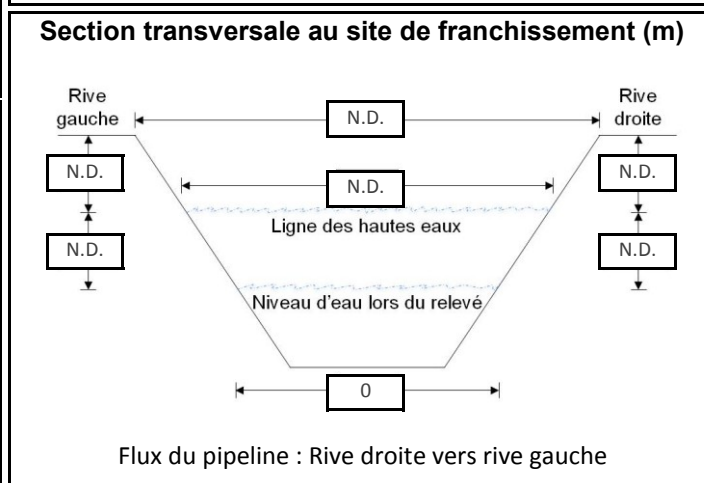 Section transversale au site de franchissement (m)
Rive
gauche
N.D.
Rive
droite
N.D.
N.D.
N.D.
Ligne des hautes eaux
N.D.
N.D.
Niveau d'eau lors du relevé
0
Flux du pipeline : Rive droite vers rive gauche